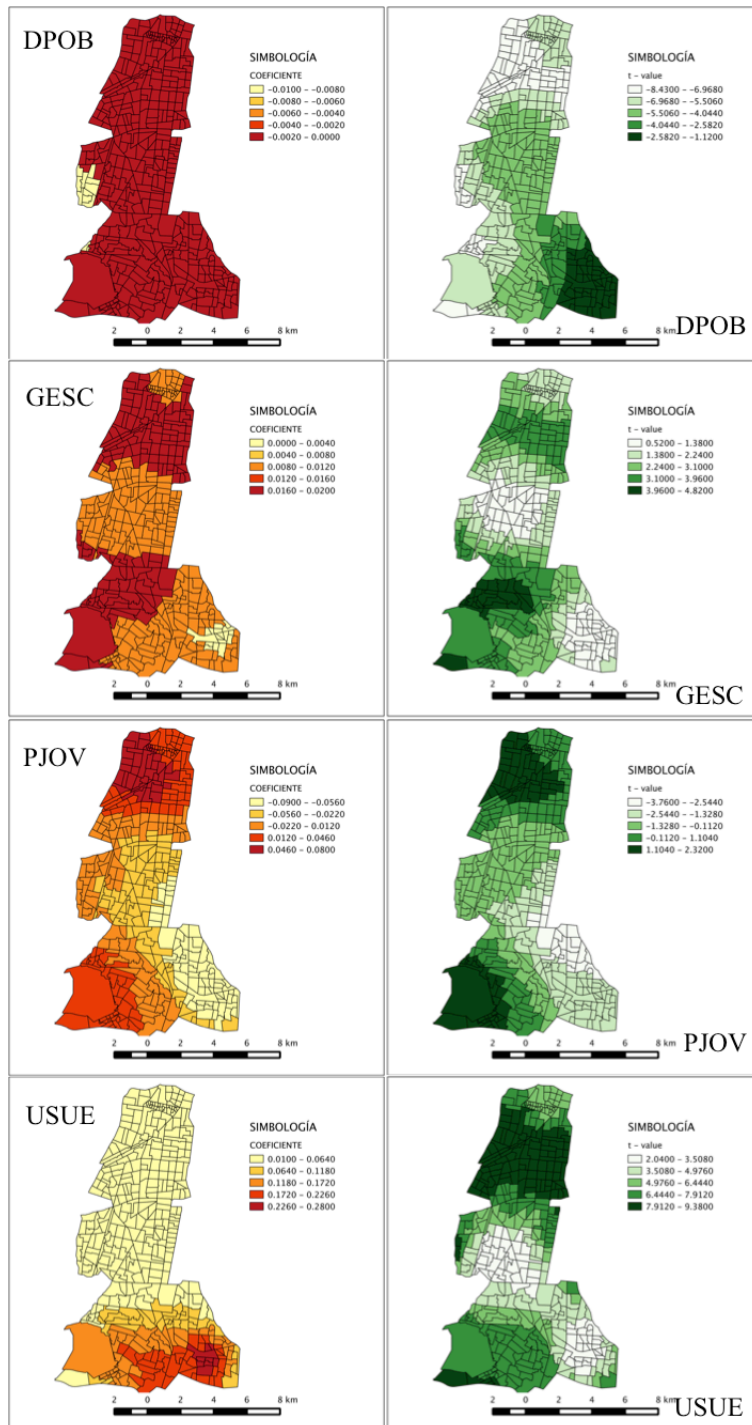 DPOB
SIMBOLOGÍA
COEFICIENTE
-0.0100 - -0.0080
-0.0080 - -0.0060
-0.0060 - -0.0040
-0.0040 - -0.0020
-0.0020 - 0.0000
2 0 2 4 6 8 km
SIMBOLOGÍA
t - value
-8.4300 - -6.9680
-6.9680 - -5.5060
-5.5060 - -4.0440
-4.0440 - -2.5820
-2.5820 - -1.1200
2 0 2 4 6 8 km
DPOB
GESC
SIMBOLOGÍA
COEFICIENTE
0.0000 - 0.0040
0.0040 - 0.0080
0.0080 - 0.0120
0.0120 - 0.0160
0.0160 - 0.0200
2 0 2 4 6 8 km
SIMBOLOGÍA
t - value
0.5200 - 1.3800
1.3800 - 2.2400
2.2400 - 3.1000
3.1000 - 3.9600
3.9600 - 4.8200
2 0 2 4 6 8 km
GESC
PJOV
SIMBOLOGÍA
COEFICIENTE
-0.0900 - -0.0560
-0.0560 - -0.0220
-0.0220 - 0.0120
0.0120 - 0.0460
0.0460 - 0.0800
2 0 2 4 6 8 km
SIMBOLOGÍA
t - value
-3.7600 - -2.5440
-2.5440 - -1.3280
-1.3280 - -0.1120
-0.1120 - 1.1040
1.1040 - 2.3200
2 0 2 4 6 8 km
PJOV
USUE
SIMBOLOGÍA
COEFICIENTE
0.0100 - 0.0640
0.0640 - 0.1180
0.1180 - 0.1720
0.1720 - 0.2260
0.2260 - 0.2800
2 0 2 4 6 8 km
SIMBOLOGÍA
t - value
2.0400 - 3.5080
3.5080 - 4.9760
4.9760 - 6.4440
6.4440 - 7.9120
7.9120 - 9.3800
2 0 2 4 6 8 km
USUE